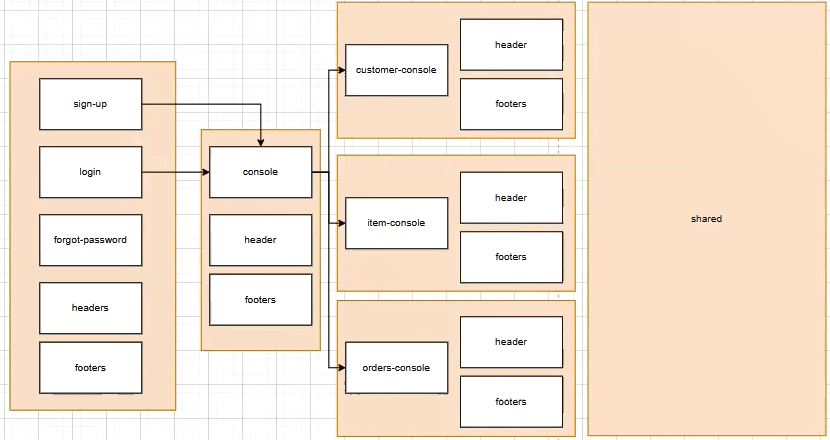 sign-up
login
forgot-password
headers
footers
console
header
footers
customer-console
header
footers
item-console
header
footers
orders-console
header
footers
shared